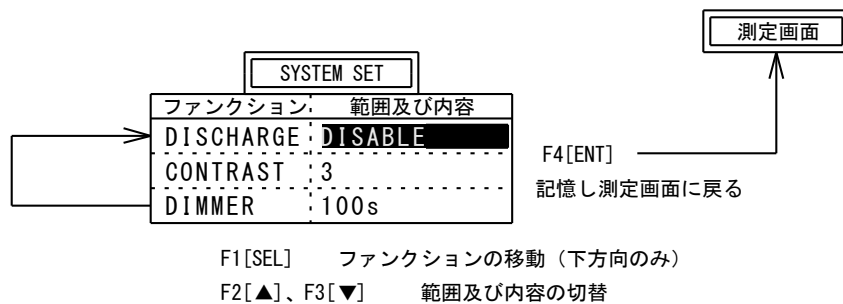 測定画面
SYSTEM SET
ファンクション 範囲及び内容
DISCHARGE DISABLE
CONTRAST 3
DIMMER 100s
F4[ENT]
記憶し測定画面に戻る
F1[SEL] ファンクションの移動（下方向のみ）
F2[▲]、F3[▼] 範囲及び内容の切替